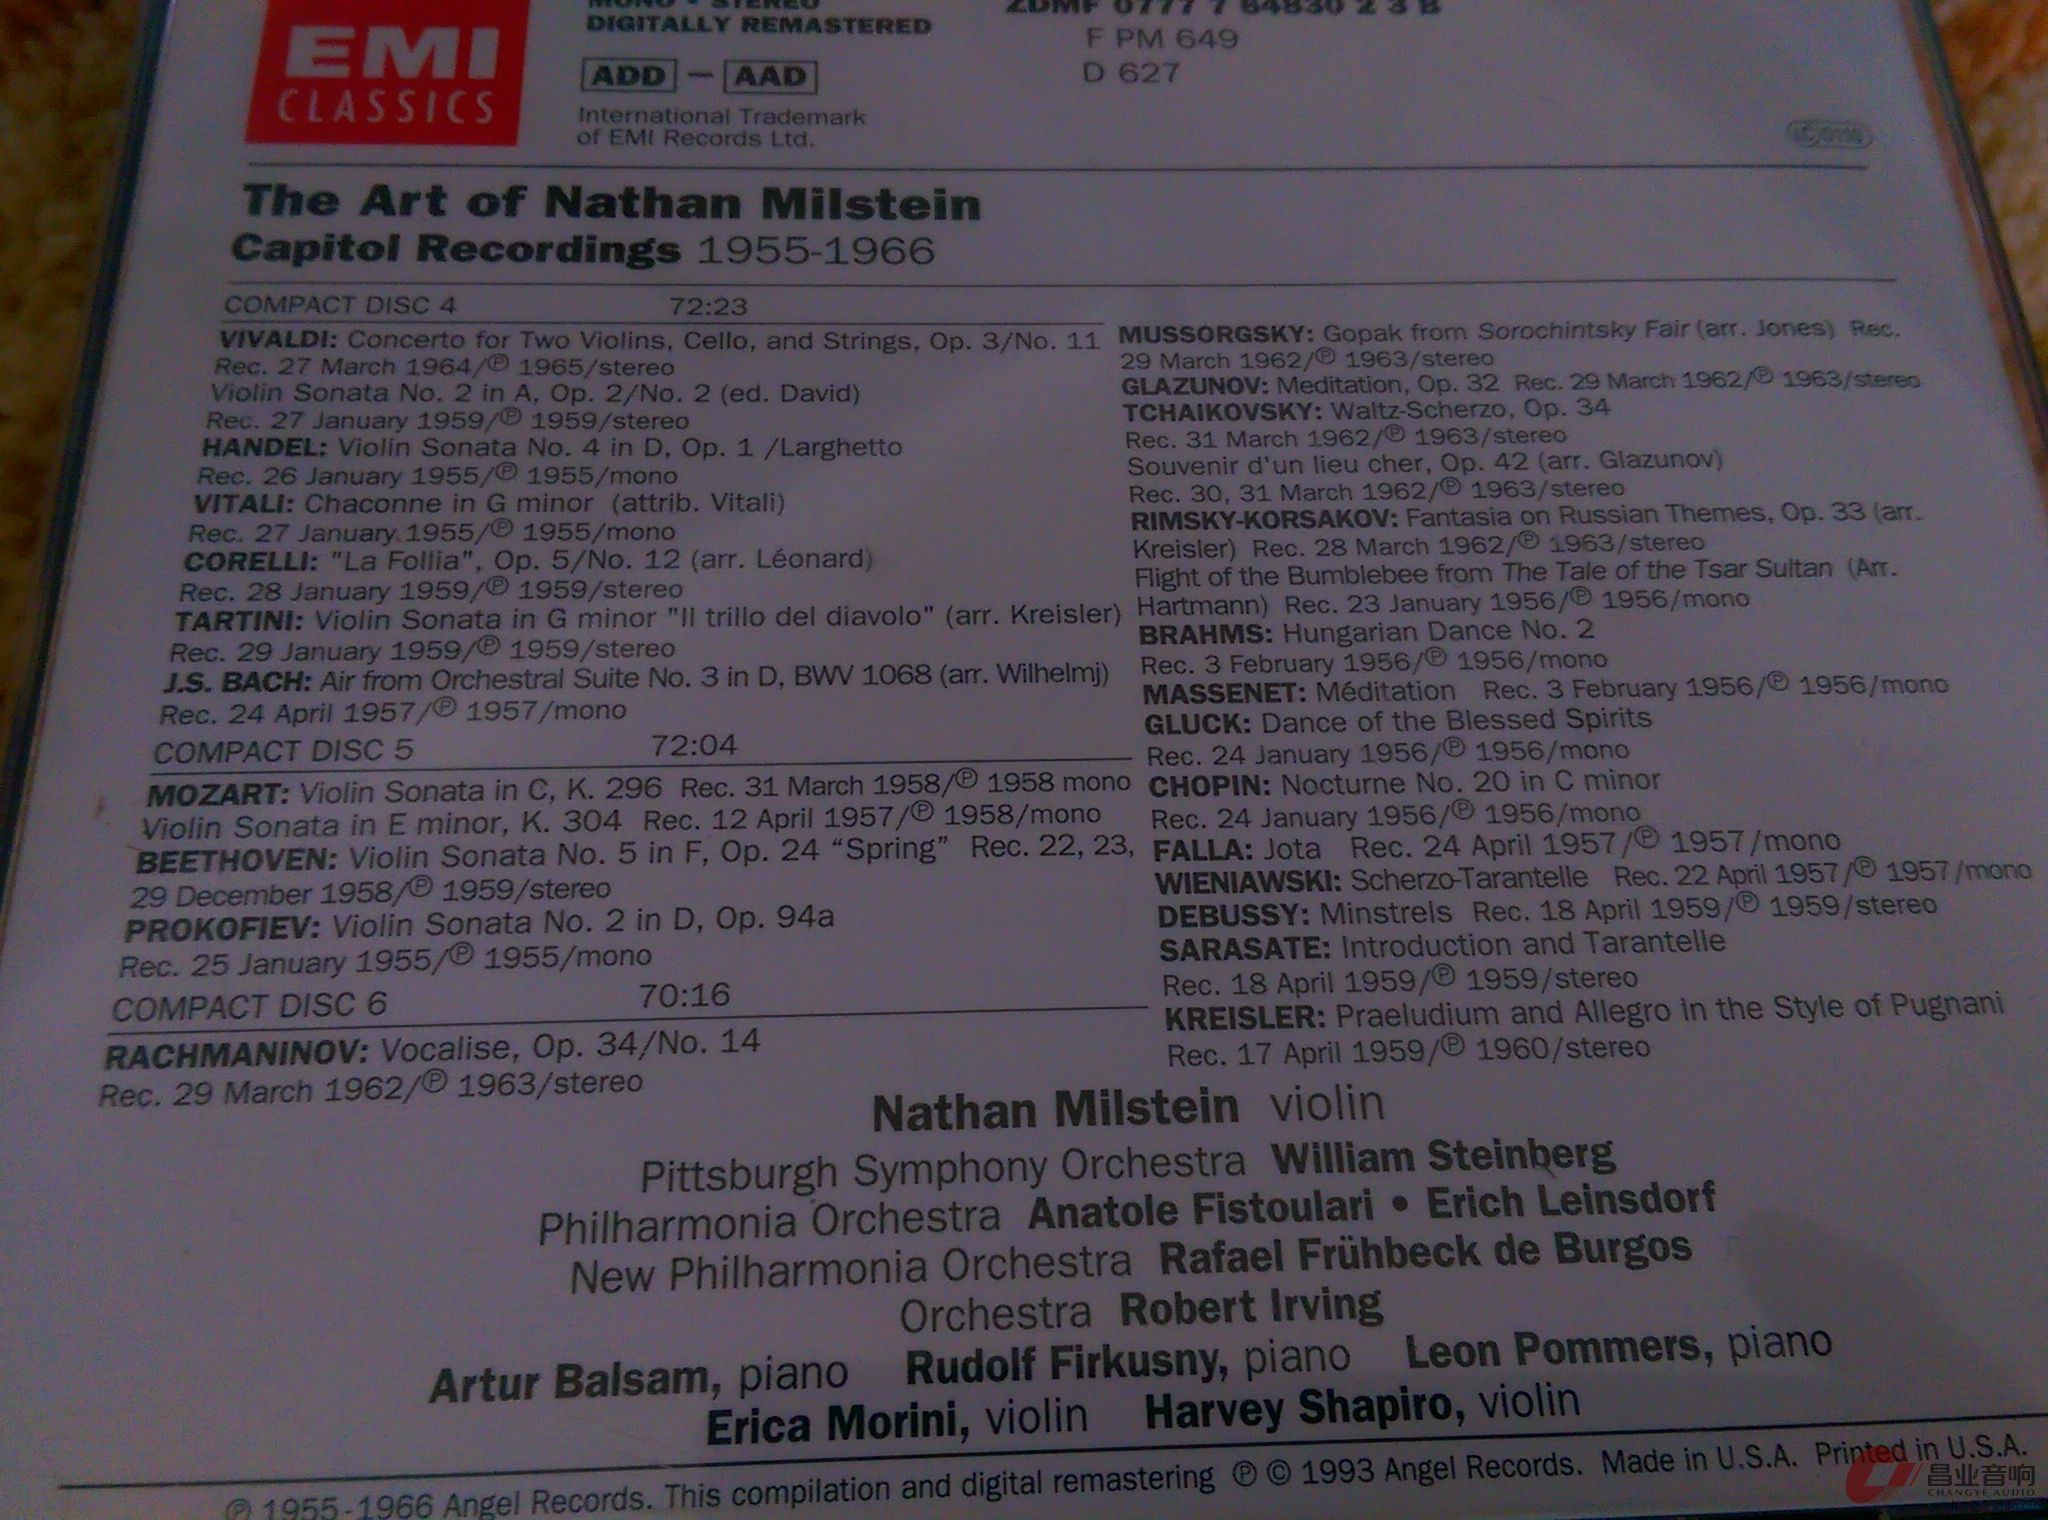 EMI
CLASSICS
MONO • STEREO
DIGITALLY REMASTERED
ADD — AAD
International Trademark
of EMI Records Ltd.
ZDMF 0777 7 64830 2 3 B
F PM 649
D 627
The Art of Nathan Milstein
Capitol Recordings 1955-1966
COMPACT DISC 4 72:23
VIVALDI: Concerto for Two Violins, Cello, and Strings, Op. 3/No. 11
Rec. 27 March 1964/℗ 1965/stereo
Violin Sonata No. 2 in A, Op. 2/No. 2 (ed. David)
Rec. 27 January 1959/℗ 1959/stereo
HANDEL: Violin Sonata No. 4 in D, Op. 1 /Larghetto
Rec. 26 January 1955/℗ 1955/mono
VITALI: Chaconne in G minor (attrib. Vitali)
Rec. 27 January 1955/℗ 1955/mono
CORELLI: "La Follia", Op. 5/No. 12 (arr. Léonard)
Rec. 28 January 1959/℗ 1959/stereo
TARTINI: Violin Sonata in G minor "Il trillo del diavolo" (arr. Kreisler)
Rec. 29 January 1959/℗ 1959/stereo
J.S. BACH: Air from Orchestral Suite No. 3 in D, BWV 1068 (arr. Wilhelmj)
Rec. 24 April 1957/℗ 1957/mono
COMPACT DISC 5 72:04
MOZART: Violin Sonata in C, K. 296 Rec. 31 March 1958/℗ 1958 mono
Violin Sonata in E minor, K. 304 Rec. 12 April 1957/℗ 1958/mono
BEETHOVEN: Violin Sonata No. 5 in F, Op. 24 “Spring” Rec. 22, 23,
29 December 1958/℗ 1959/stereo
PROKOFIEV: Violin Sonata No. 2 in D, Op. 94a
Rec. 25 January 1955/℗ 1955/mono
COMPACT DISC 6 70:16
RACHMANINOV: Vocalise, Op. 34/No. 14
Rec. 29 March 1962/℗ 1963/stereo
MUSSORGSKY: Gopak from Sorochintsky Fair (arr. Jones) Rec.
29 March 1962/℗ 1963/stereo
GLAZUNOV: Meditation, Op. 32 Rec. 29 March 1962/℗ 1963/stereo
TCHAIKOVSKY: Waltz-Scherzo, Op. 34
Rec. 31 March 1962/℗ 1963/stereo
Souvenir d'un lieu cher, Op. 42 (arr. Glazunov)
Rec. 30, 31 March 1962/℗ 1963/stereo
RIMSKY-KORSAKOV: Fantasia on Russian Themes, Op. 33 (arr.
Kreisler) Rec. 28 March 1962/℗ 1963/stereo
Flight of the Bumblebee from The Tale of the Tsar Sultan (Arr.
Hartmann) Rec. 23 January 1956/℗ 1956/mono
BRAHMS: Hungarian Dance No. 2
Rec. 3 February 1956/℗ 1956/mono
MASSENET: Méditation Rec. 3 February 1956/℗ 1956/mono
GLUCK: Dance of the Blessed Spirits
Rec. 24 January 1956/℗ 1956/mono
CHOPIN: Nocturne No. 20 in C minor
Rec. 24 January 1956/℗ 1956/mono
FALLA: Jota Rec. 24 April 1957/℗ 1957/mono
WIENIAWSKI: Scherzo-Tarantelle Rec. 22 April 1957/℗ 1957/mono
DEBUSSY: Minstrels Rec. 18 April 1959/℗ 1959/stereo
SARASATE: Introduction and Tarantelle
Rec. 18 April 1959/℗ 1959/stereo
KREISLER: Praeludium and Allegro in the Style of Pugnani
Rec. 17 April 1959/℗ 1960/stereo
Nathan Milstein violin
Pittsburgh Symphony Orchestra William Steinberg
Philharmonia Orchestra Anatole Fistoulari • Erich Leinsdorf
New Philharmonia Orchestra Rafael Frühbeck de Burgos
Orchestra Robert Irving
Artur Balsam, piano Rudolf Firkusny, piano Leon Pommers, piano
Erica Morini, violin Harvey Shapiro, violin
℗ 1955-1966 Angel Records. This compilation and digital remastering ℗ © 1993 Angel Records. Made in U.S.A. Printed in U.S.A.
昌业音响
CHANGYE AUDIO